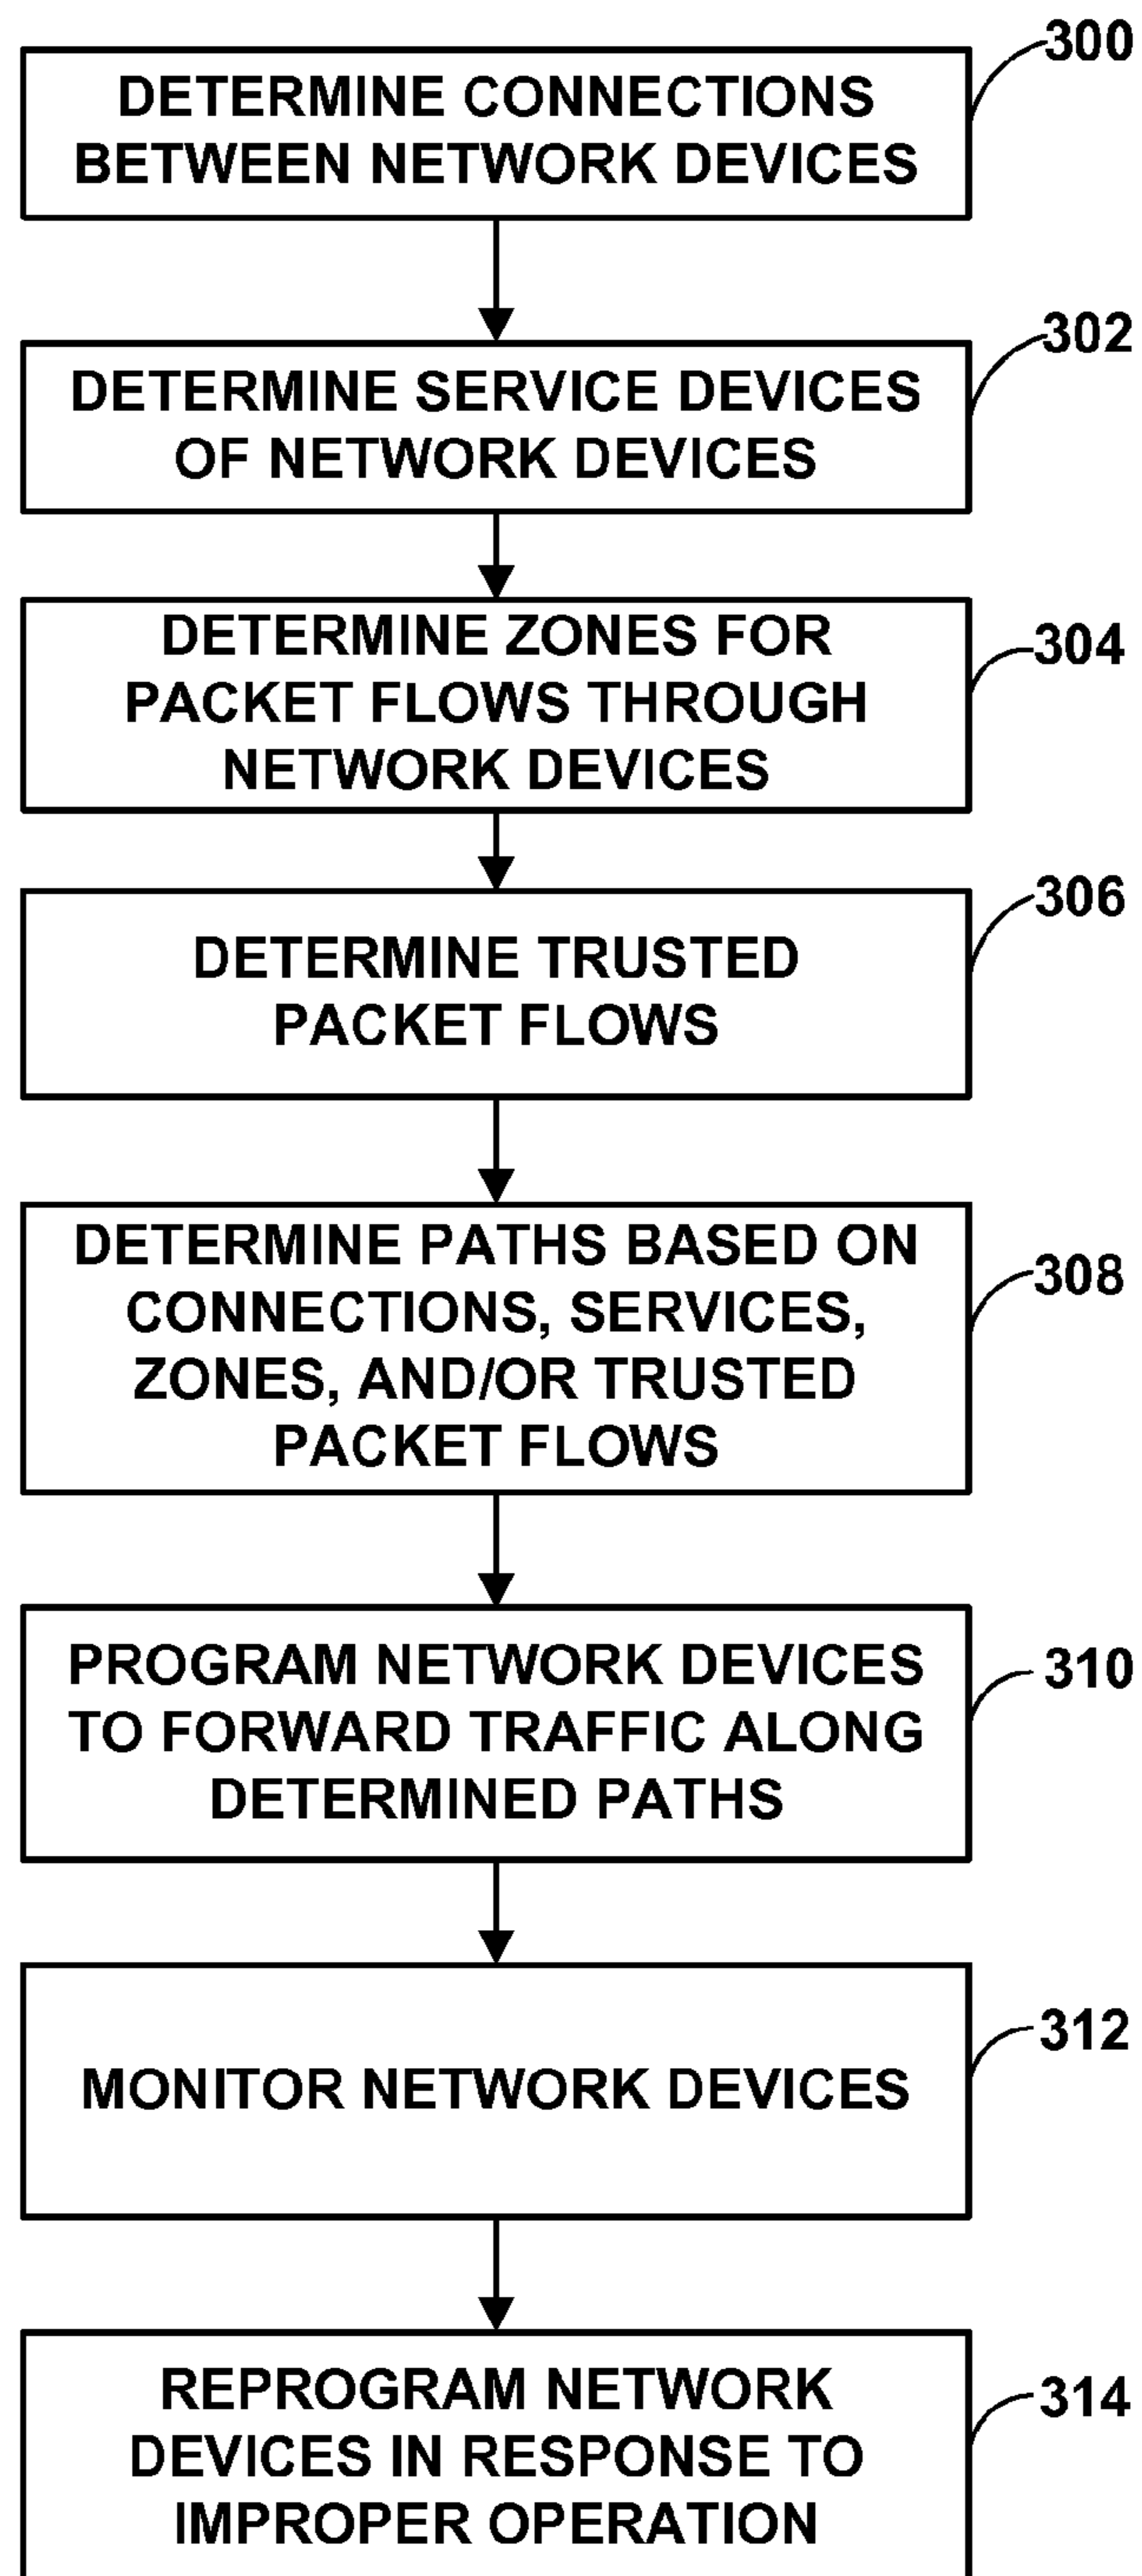 300
DETERMINE CONNECTIONS
BETWEEN NETWORK DEVICES
302
DETERMINE SERVICE DEVICES
OF NETWORK DEVICES
304
DETERMINE ZONES FOR
PACKET FLOWS THROUGH
NETWORK DEVICES
306
DETERMINE TRUSTED
PACKET FLOWS
308
DETERMINE PATHS BASED ON
CONNECTIONS, SERVICES,
ZONES, AND/OR TRUSTED
PACKET FLOWS
310
PROGRAM NETWORK DEVICES
TO FORWARD TRAFFIC ALONG
DETERMINED PATHS
312
MONITOR NETWORK DEVICES
314
REPROGRAM NETWORK
DEVICES IN RESPONSE TO
IMPROPER OPERATION